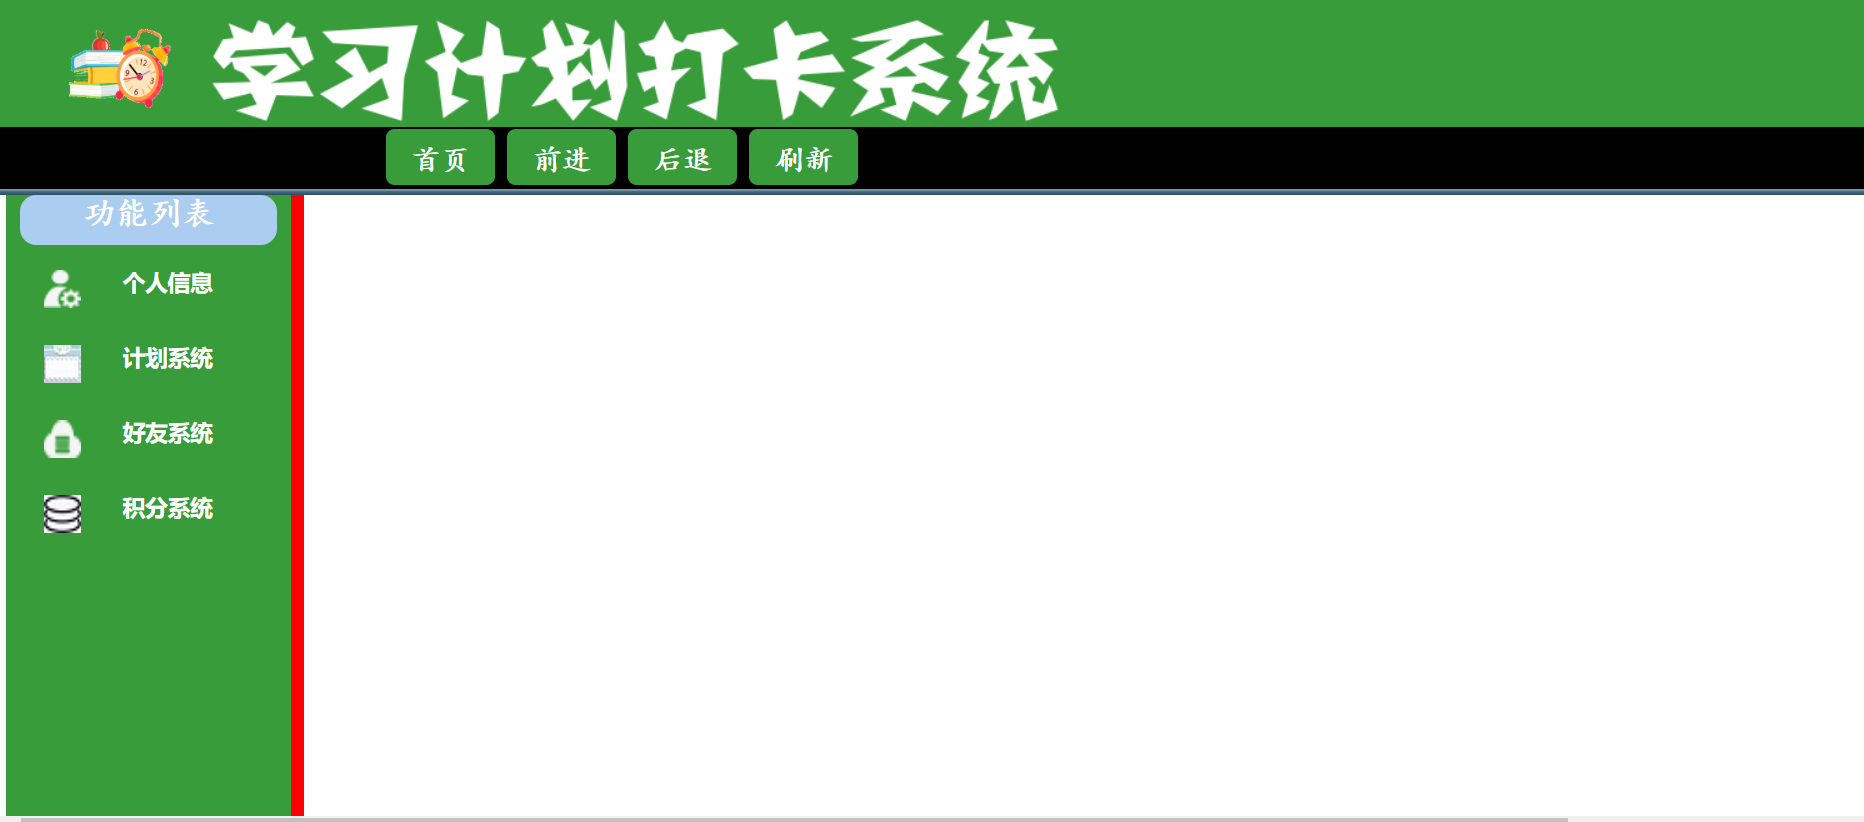 学习计划打卡系统
首页 前进 后退 刷新
功能列表
个人信息
计划系统
好友系统
积分系统